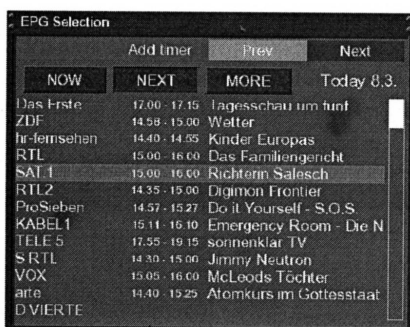 EPG Selection
Add timer Prev Next
NOW NEXT MORE Today 8.3.
Das Erste 17.00 - 17.15 Tagesschau um fünf
ZDF 14.58 - 15.00 Wetter
hr-fernsehen 14.40 - 14.55 Kinder Europas
RTL 15.00 - 16.00 Das Familiengericht
SAT.1 15.00 - 16.00 Richterin Salesch
RTL2 14.35 - 15.00 Digimon Frontier
ProSieben 14.57 - 15.27 Do it Yourself - S.O.S.
KABEL1 15.11 - 16.10 Emergency Room - Die N
TELE 5 17.55 - 19.15 sonnenklar TV
S RTL 14.30 - 15.00 Jimmy Neutron
VOX 15.05 - 16.00 McLeods Töchter
arte 14.40 - 15.25 Atomkurs im Gottesstaat
D VIERTE